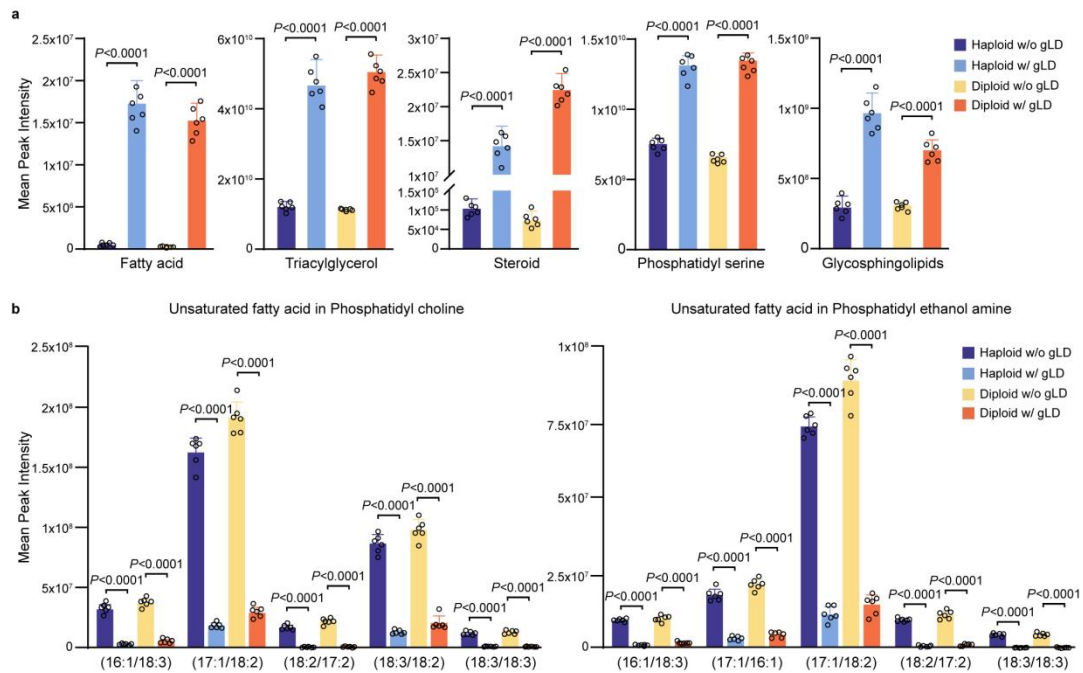 a
P<0.0001
P<0.0001
2.5x10⁷
2x10⁷
1.5x10⁷
1x10⁷
5x10⁶
0
Mean Peak Intensity
Fatty acid
P<0.0001
P<0.0001
6x10¹⁰
4x10¹⁰
2x10¹⁰
0
Triacylglycerol
P<0.0001
P<0.0001
3x10⁷
2x10⁷
1x10⁷
1.5x10⁵
1x10⁵
5x10⁴
0
Steroid
P<0.0001
P<0.0001
1.5x10¹⁰
1x10¹⁰
5x10⁹
0
Phosphatidyl serine
P<0.0001
P<0.0001
1x10⁹
1x10⁹
5x10⁸
0
Glycosphingolipids
Haploid w/o gLD
Haploid w/ gLD
Diploid w/o gLD
Diploid w/ gLD
b
Unsaturated fatty acid in Phosphatidyl choline
2.5x10⁸
2x10⁸
1.5x10⁸
1x10⁸
5x10⁷
0
Mean Peak Intensity
P<0.0001
P<0.0001
P<0.0001
P<0.0001
P<0.0001
P<0.0001
P<0.0001
P<0.0001
P<0.0001
P<0.0001
(16:1/18:3)
(17:1/18:2)
(18:2/17:2)
(18:3/18:2)
(18:3/18:3)
Unsaturated fatty acid in Phosphatidyl ethanol amine
1x10⁸
7.5x10⁷
5x10⁷
2.5x10⁷
0
P<0.0001
P<0.0001
P<0.0001
P<0.0001
P<0.0001
P<0.0001
P<0.0001
P<0.0001
P<0.0001
P<0.0001
(16:1/18:3)
(17:1/16:1)
(17:1/18:2)
(18:2/17:2)
(18:3/18:3)
Haploid w/o gLD
Haploid w/ gLD
Diploid w/o gLD
Diploid w/ gLD